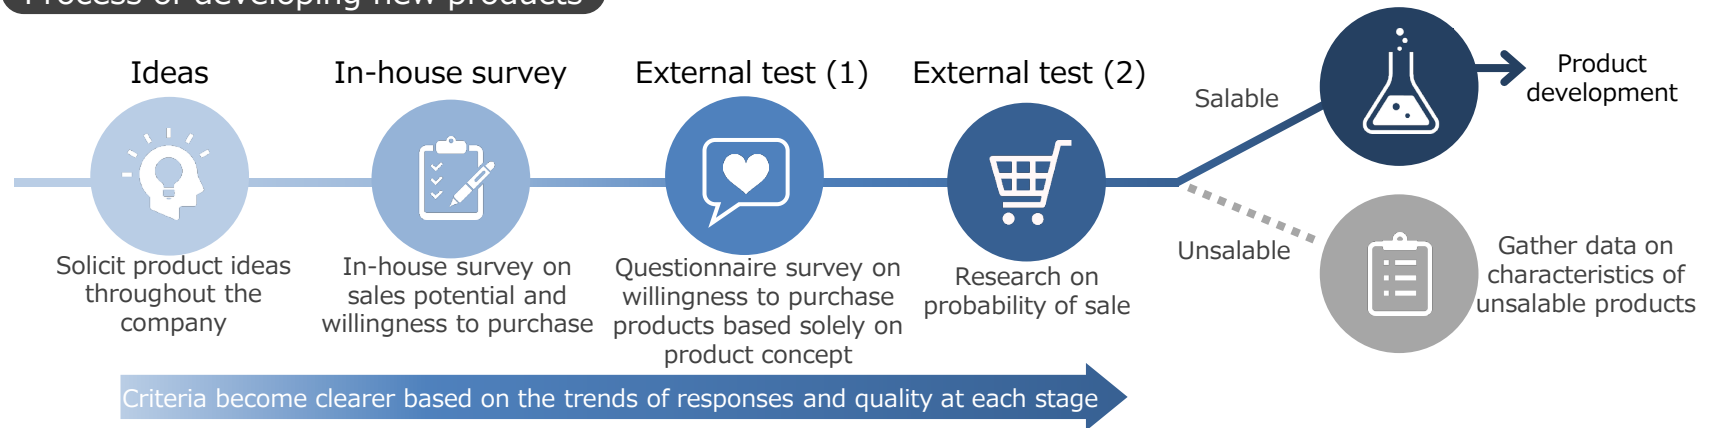 Process of developing new products
Ideas
Solicit product ideas
throughout the
company
In-house survey
In-house survey on
sales potential and
willingness to purchase
External test (1)
Questionnaire survey on
willingness to purchase
products based solely on
product concept
External test (2)
Research on
probability of sale
Salable
Product
development
Unsalable
Gather data on
characteristics of
unsalable products
Criteria become clearer based on the trends of responses and quality at each stage